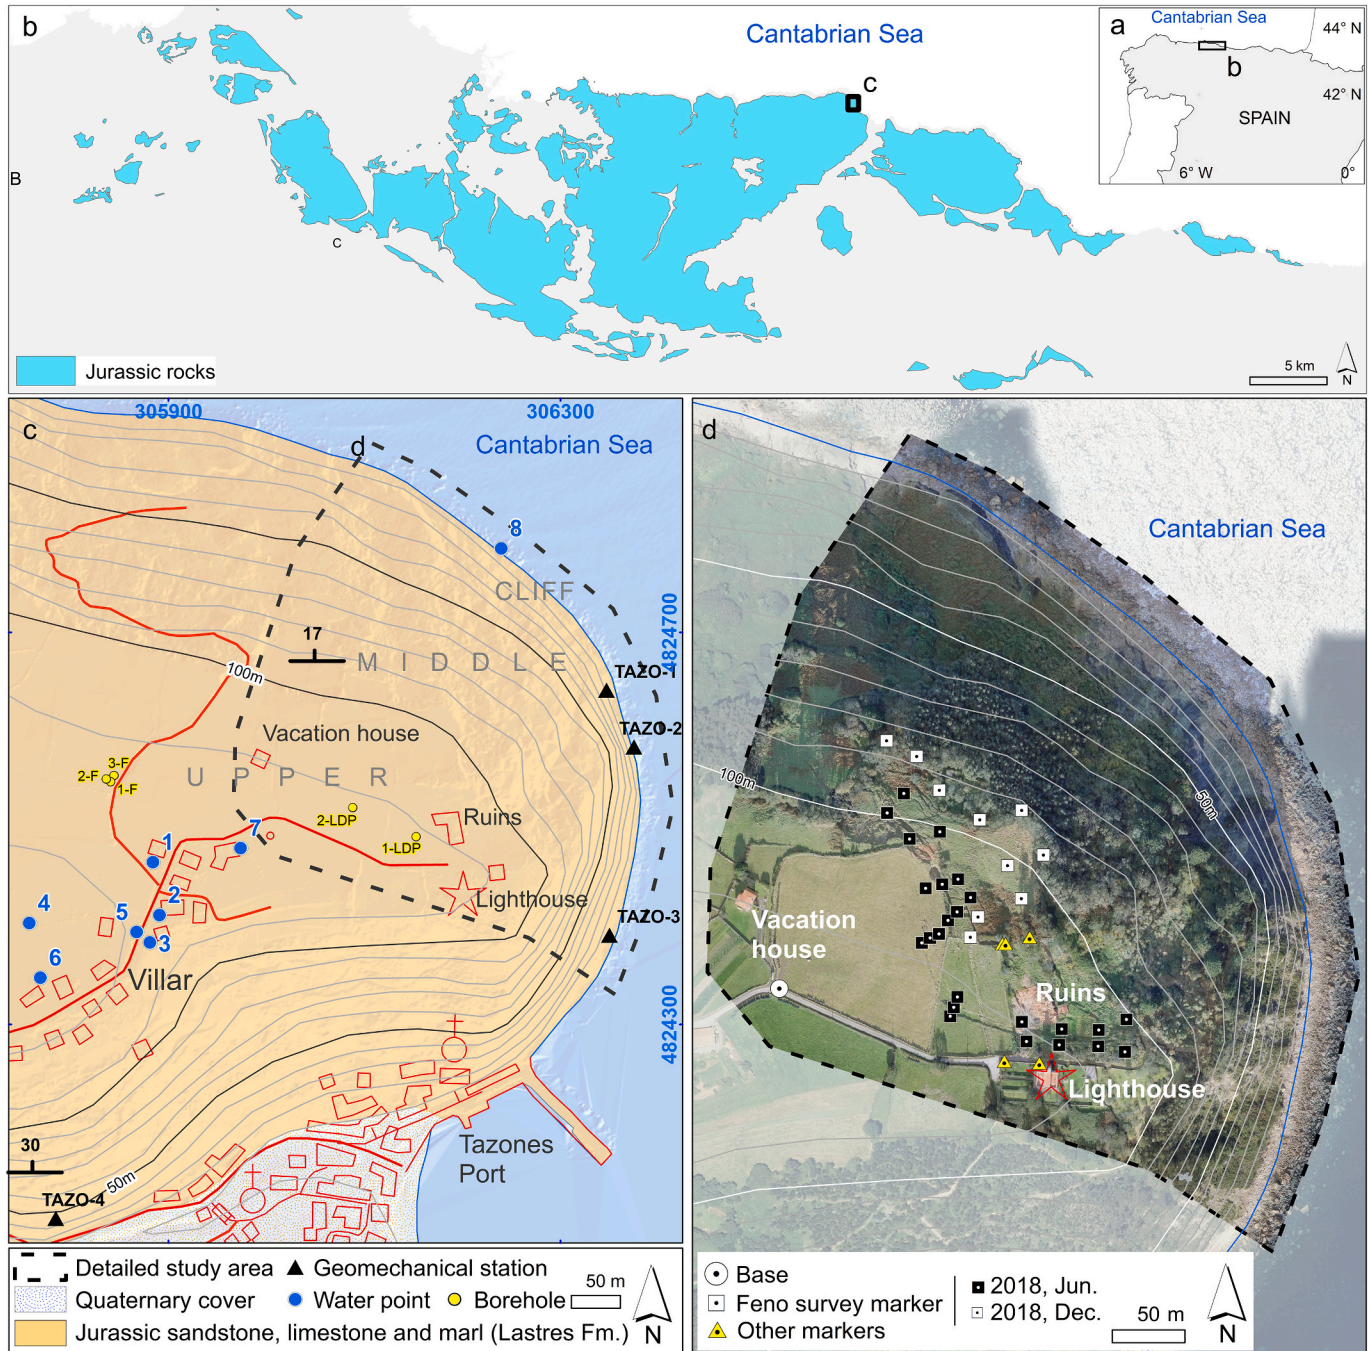 b
Cantabrian Sea
c
B
C
Jurassic rocks
5 km
N
a
Cantabrian Sea
44° N
b
42° N
SPAIN
6° W
0°
c
305900
306300
d
Cantabrian Sea
8
CLIFF
4824700
17
MIDDLE
100m
TAZO-1
TAZO-2
Vacation house
UPPER
3-F
2-F
1-F
2-LDP
1-LDP
Ruins
7
1
Lighthouse
2
4
5
3
TAZO-3
6
Villar
4824300
Tazones
Port
30
50m
TAZO-4
Detailed study area
Geomechanical station
Quaternary cover
Water point
Borehole
50 m
Jurassic sandstone, limestone and marl (Lastres Fm.)
N
d
Cantabrian Sea
100m
50m
Vacation
house
Ruins
Lighthouse
Base
Feno survey marker
Other markers
2018, Jun.
2018, Dec.
50 m
N